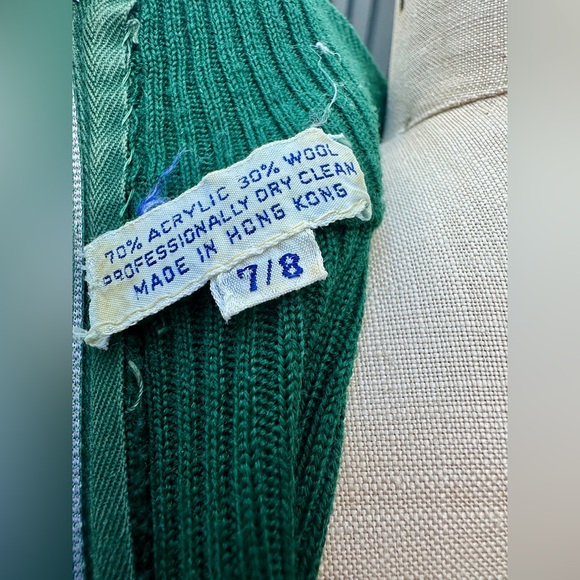 70% ACRYLIC 30% WOOL
PROFESSIONALLY DRY CLEAN
MADE IN HONG KONG
7/8